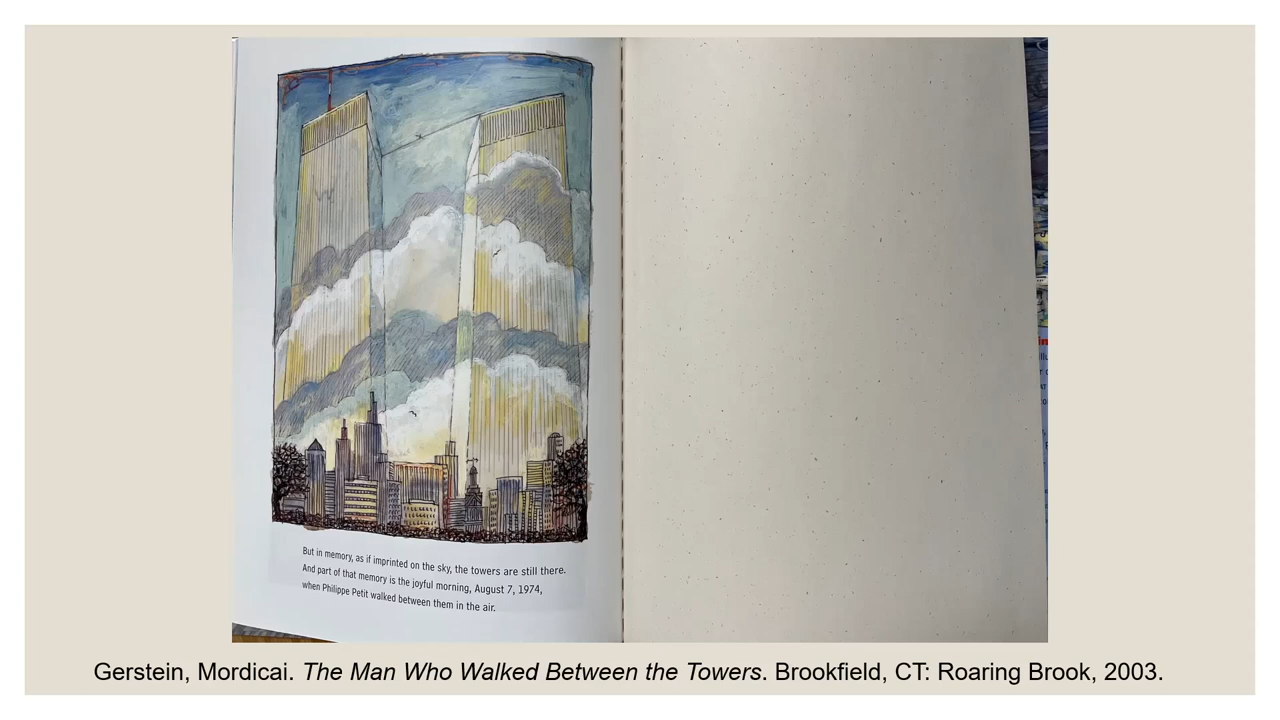 But in memory, as if imprinted on the sky, the towers are still there.
And part of that memory is the joyful morning, August 7, 1974,
when Philippe Petit walked between them in the air.
Gerstein, Mordicai. The Man Who Walked Between the Towers. Brookfield, CT: Roaring Brook, 2003.